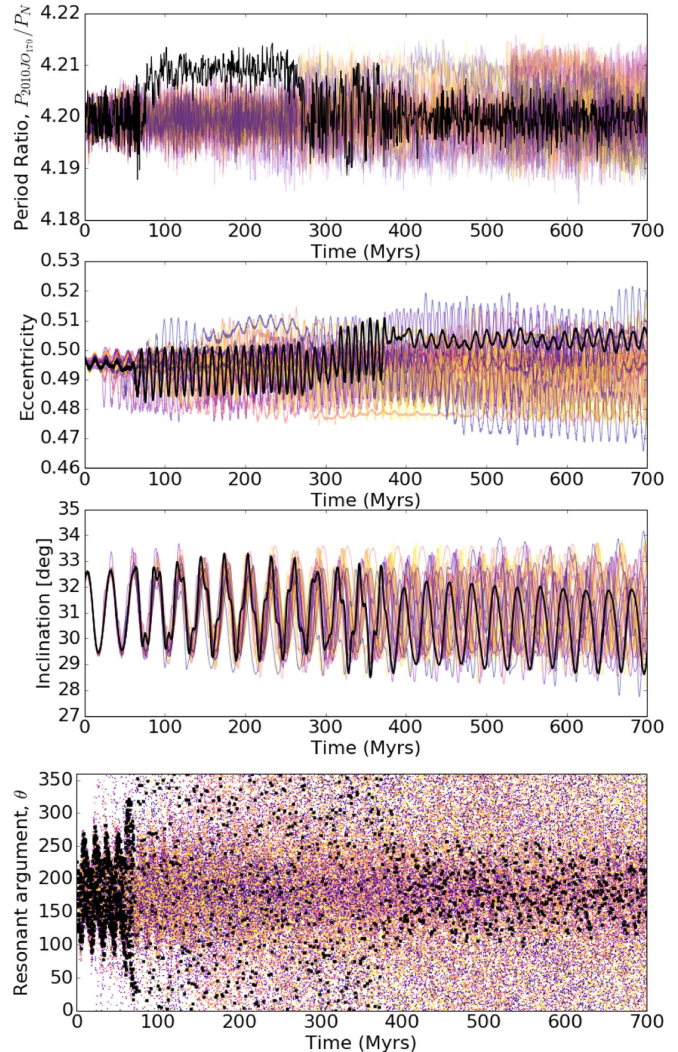 Period Ratio, P_{2010JO_{179}}/P_N
4.22
4.21
4.20
4.19
4.18
0 100 200 300 400 500 600 700
Time (Myrs)
Eccentricity
0.53
0.52
0.51
0.50
0.49
0.48
0.47
0.46
0 100 200 300 400 500 600 700
Time (Myrs)
Inclination [deg]
35
34
33
32
31
30
29
28
27
0 100 200 300 400 500 600 700
Time (Myrs)
Resonant argument, θ
350
300
250
200
150
100
50
0
0 100 200 300 400 500 600 700
Time (Myrs)